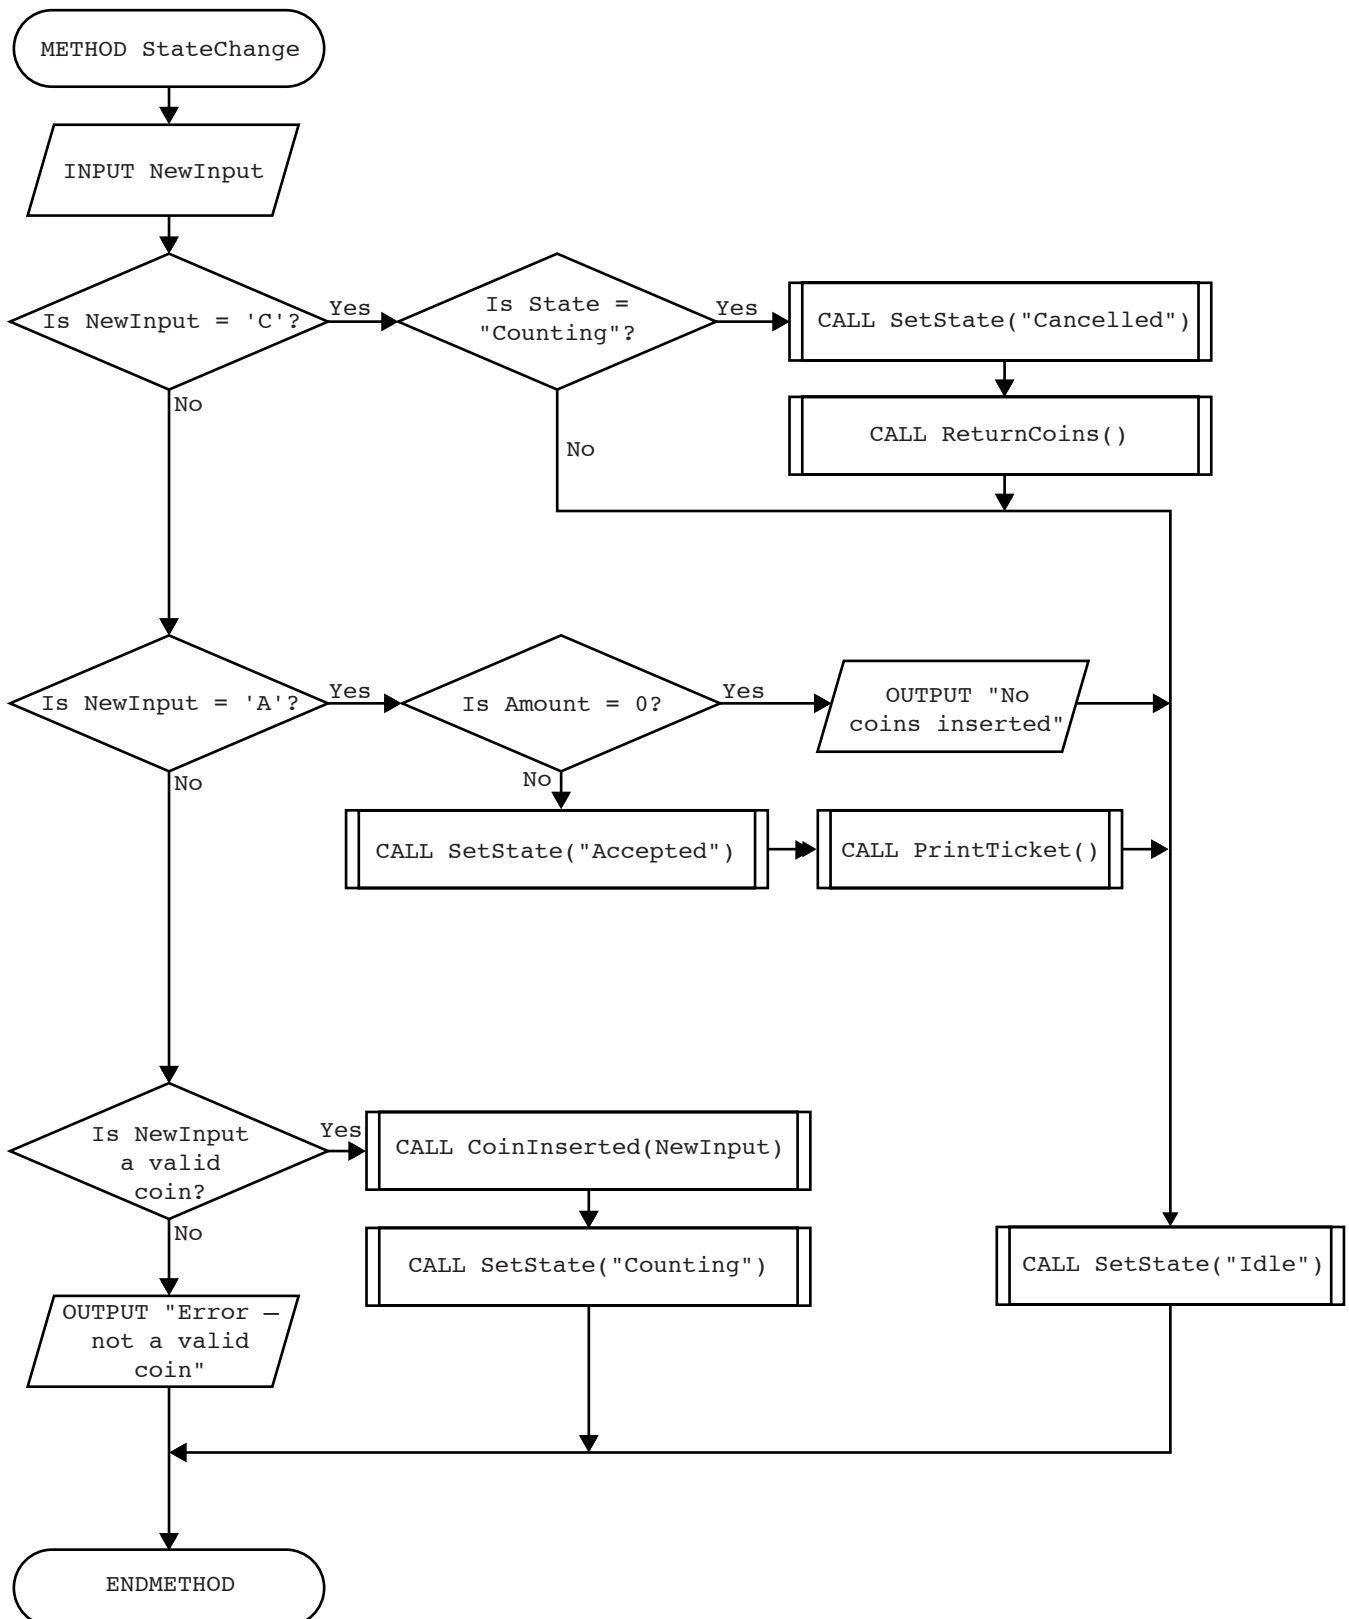 METHOD StateChange
INPUT NewInput
Is NewInput = 'C'?
Yes
Is State =
"Counting"?
Yes
CALL SetState("Cancelled")
No
CALL ReturnCoins()
No
Is NewInput = 'A'?
Yes
Is Amount = 0?
Yes
OUTPUT "No
coins inserted"
No
No
CALL SetState("Accepted")
CALL PrintTicket()
Is NewInput
a valid
coin?
Yes
CALL CoinInserted(NewInput)
No
CALL SetState("Counting")
CALL SetState("Idle")
OUTPUT "Error –
not a valid
coin"
ENDMETHOD